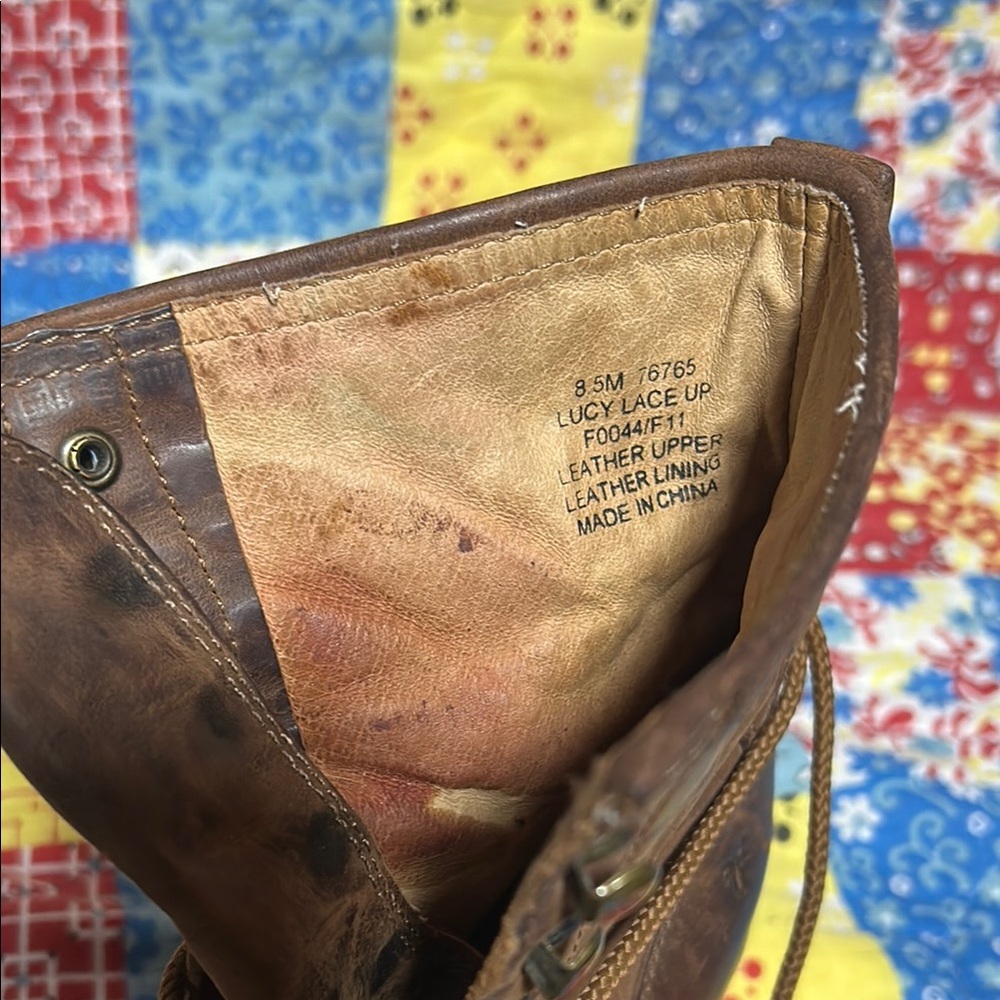 8.5M 76765
LUCY LACE UP
F0044/F11
LEATHER UPPER
LEATHER LINING
MADE IN CHINA